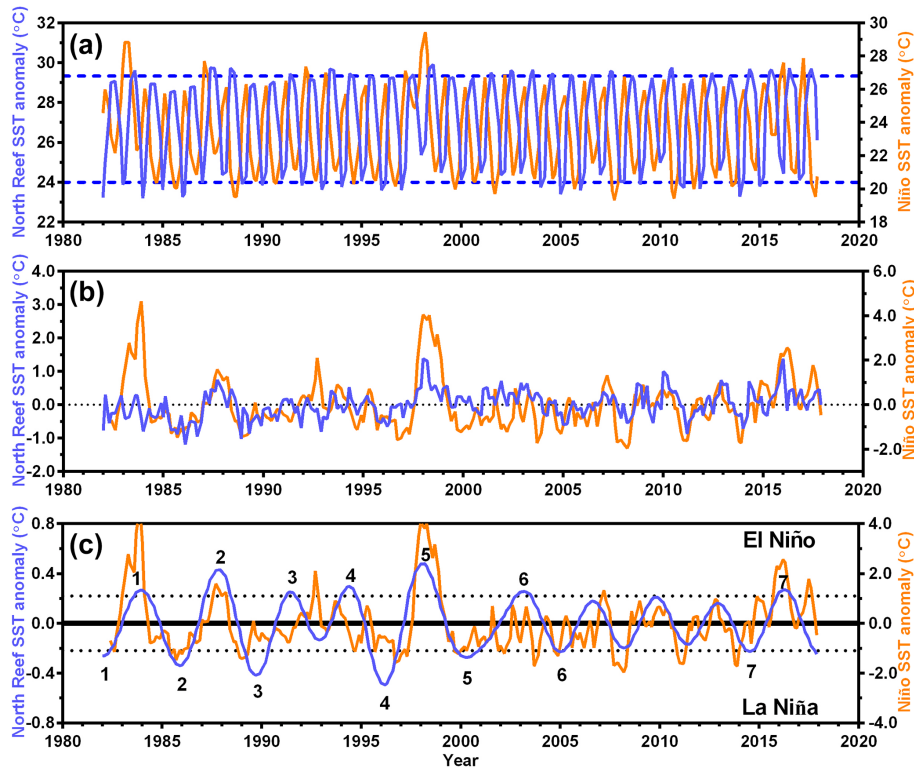 (a)
North Reef SST anomaly (°C)
32
30
28
26
24
22
30
28
26
24
22
20
18
Niño SST anomaly (°C)
1980 1985 1990 1995 2000 2005 2010 2015 2020
(b)
North Reef SST anomaly (°C)
4.0
3.0
2.0
1.0
0.0
-1.0
-2.0
6.0
4.0
2.0
0.0
-2.0
Niño SST anomaly (°C)
1980 1985 1990 1995 2000 2005 2010 2015 2020
(c)
North Reef SST anomaly (°C)
0.8
0.4
0.0
-0.4
-0.8
El Niño
1 2 3 4 5 6 7
1 2 3 4 5 6 7
La Niña
4.0
2.0
0.0
-2.0
-4.0
Niño SST anomaly (°C)
1980 1985 1990 1995 2000 2005 2010 2015 2020
Year